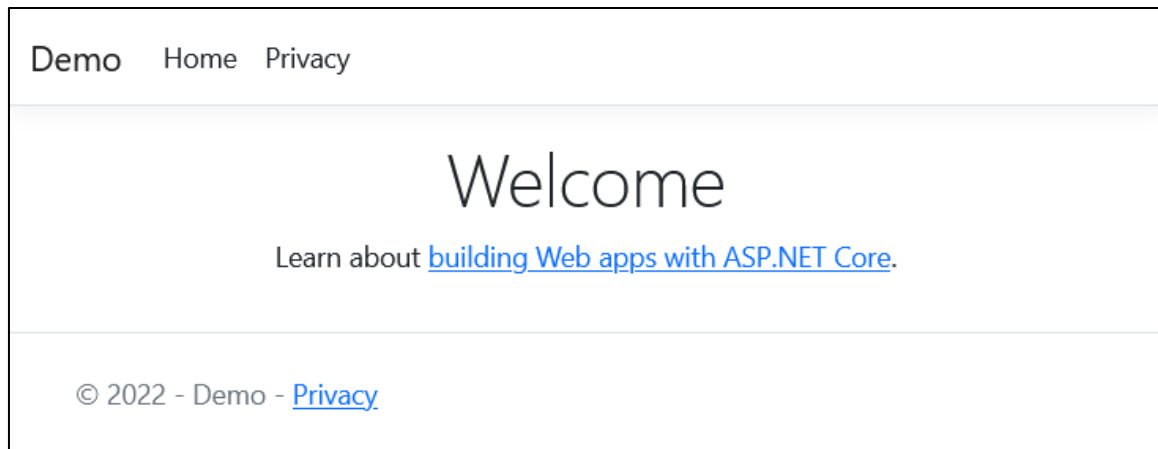 Demo Home Privacy
Welcome
Learn about building Web apps with ASP.NET Core.
© 2022 - Demo - Privacy